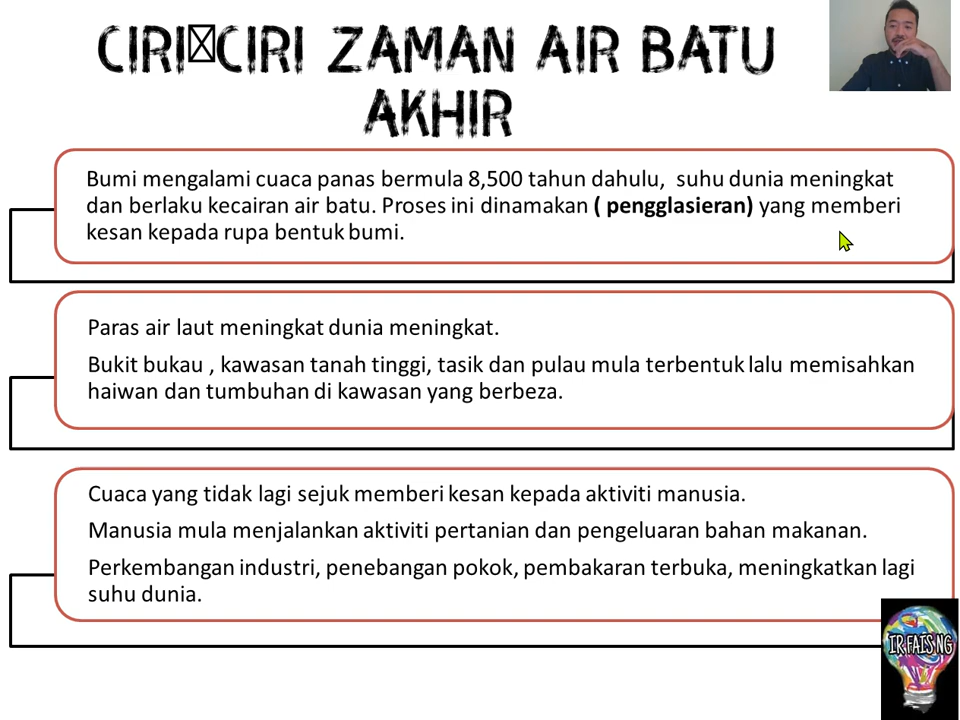 CIRI-CIRI ZAMAN AIR BATU
AKHIR
Bumi mengalami cuaca panas bermula 8,500 tahun dahulu, suhu dunia meningkat
dan berlaku kecairan air batu. Proses ini dinamakan ( pengglasieran) yang memberi
kesan kepada rupa bentuk bumi.
Paras air laut meningkat dunia meningkat.
Bukit bukau , kawasan tanah tinggi, tasik dan pulau mula terbentuk lalu memisahkan
haiwan dan tumbuhan di kawasan yang berbeza.
Cuaca yang tidak lagi sejuk memberi kesan kepada aktiviti manusia.
Manusia mula menjalankan aktiviti pertanian dan pengeluaran bahan makanan.
Perkembangan industri, penebangan pokok, pembakaran terbuka, meningkatkan lagi
suhu dunia.
IR FAIS NG